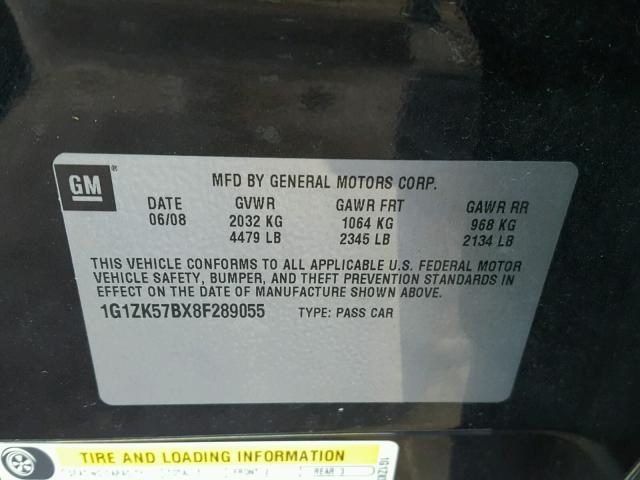 GM
MFD BY GENERAL MOTORS CORP.
DATE GVWR GAWR FRT GAWR RR
06/08 2032 KG 1064 KG 968 KG
4479 LB 2345 LB 2134 LB
THIS VEHICLE CONFORMS TO ALL APPLICABLE U.S. FEDERAL MOTOR
VEHICLE SAFETY, BUMPER, AND THEFT PREVENTION STANDARDS
IN EFFECT ON THE DATE OF MANUFACTURE SHOWN ABOVE.
1G1ZK57BX8F289055 TYPE: PASS CAR
TIRE AND LOADING INFORMATION
REAR 3